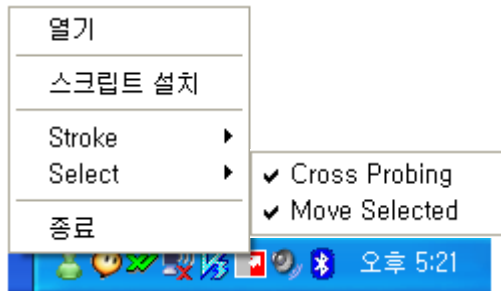 열기
스크립트 설치
Stroke
Select
종료
Cross Probing
Move Selected
오후 5:21